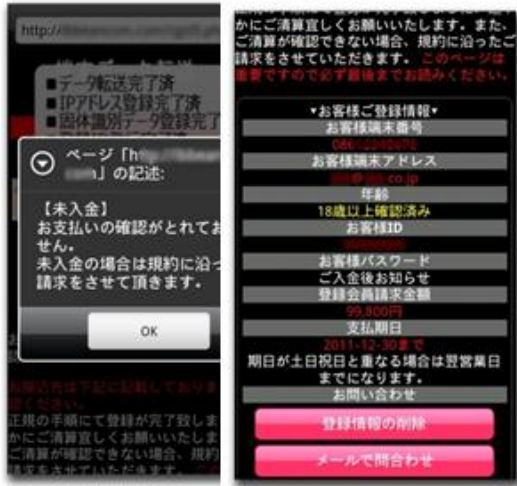 http://
■データ転送完了済
■IPアドレス登録完了済
■固体識別データ登録完了
ページ「h
」の記述:
【未入金】
お支払いの確認がとれてお
せん。
未入金の場合は規約に沿っ
請求をさせて頂きます。
OK
正規の手順にて登録が完了致しま
かにご清算宜しくお願いいたしま
ご清算が確認できない場合、規約
請求をさせていただきます。
かにご清算宜しくお願いいたします。また、
ご清算が確認できない場合、規約に沿ったご
請求をさせていただきます。このページは
重要ですので必ず最後までお読みください。
▼お客様ご登録情報▼
お客様端末番号
お客様端末アドレス
co.jp
年齢
18歳以上確認済み
お客様ID
お客様パスワード
ご入金後お知らせ
登録会員請求金額
99,800円
支払期日
2011-12-30まで
期日が土日祝日と重なる場合は翌営業日
までになります。
お問い合わせ
登録情報の削除
メールで問合わせ